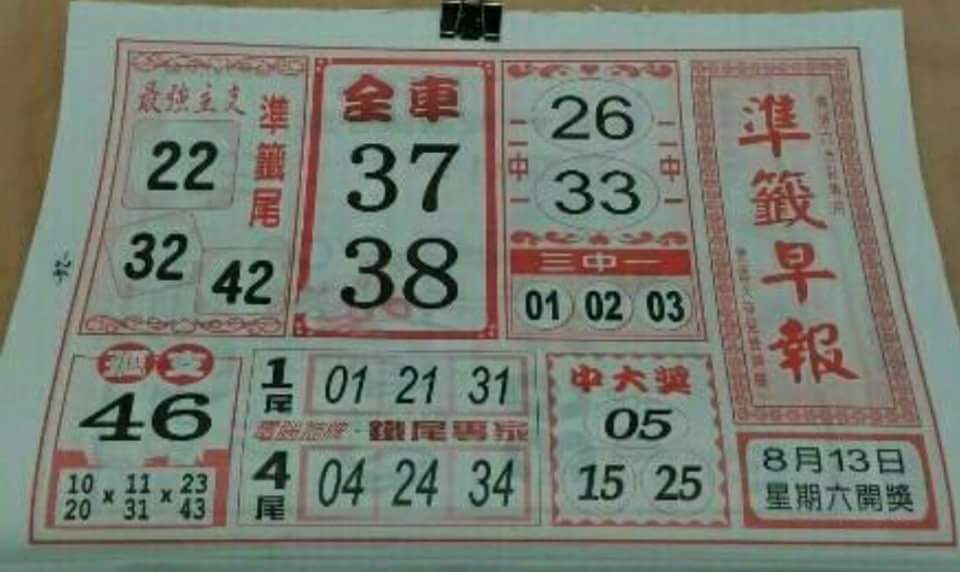 最強主支
準籤尾
22
32
42
全車
37
38
二中一
26
33
二中一
三中一
01 02 03
準籤早報
46
10 × 11 × 23
20 31 43
1尾
01 21 31
鐵尾專家
4尾
04 24 34
中大獎
05
15 25
8月13日
星期六開獎